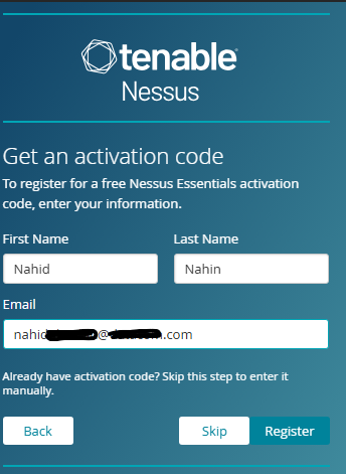 tenable
Nessus
Get an activation code
To register for a free Nessus Essentials activation
code, enter your information.
First Name
Last Name
Nahid
Nahin
Email
nahid @ .com
Already have activation code? Skip this step to enter it
manually.
Back
Skip
Register